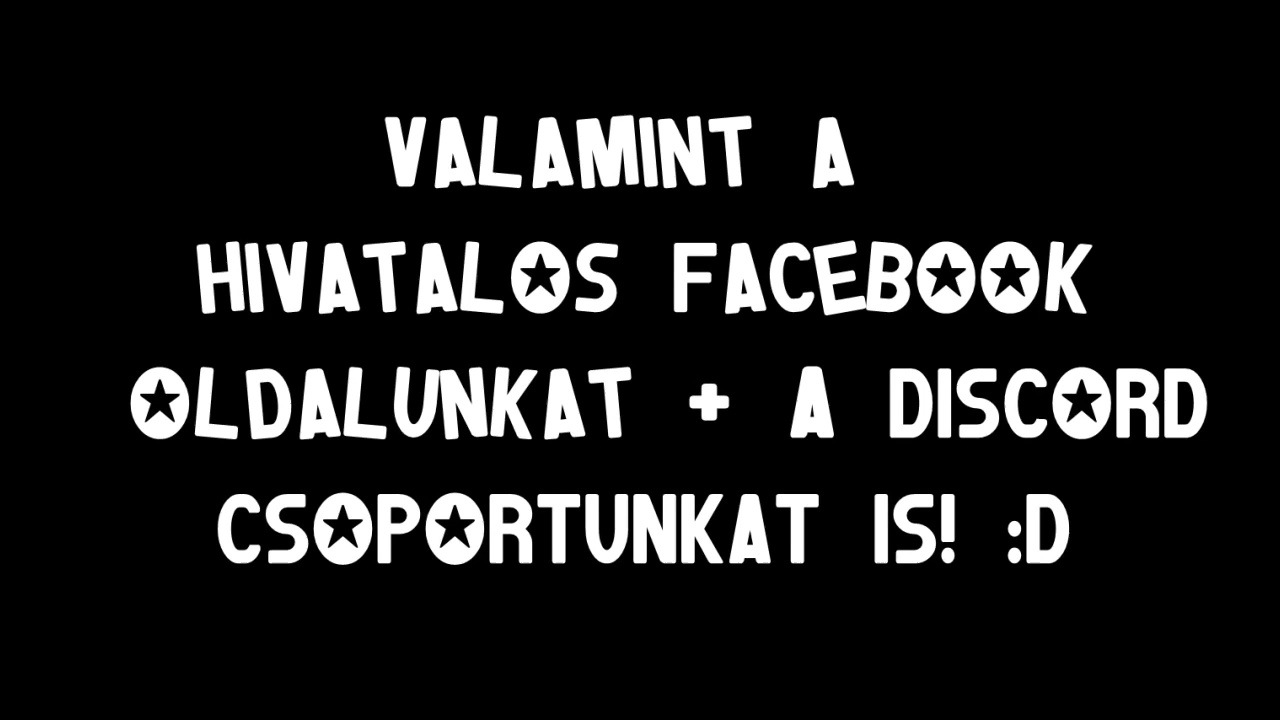 VALAMINT A
HIVATALOS FACEBOOK
OLDALUNKAT + A DISCORD
CSOPORTUNKAT IS! :D